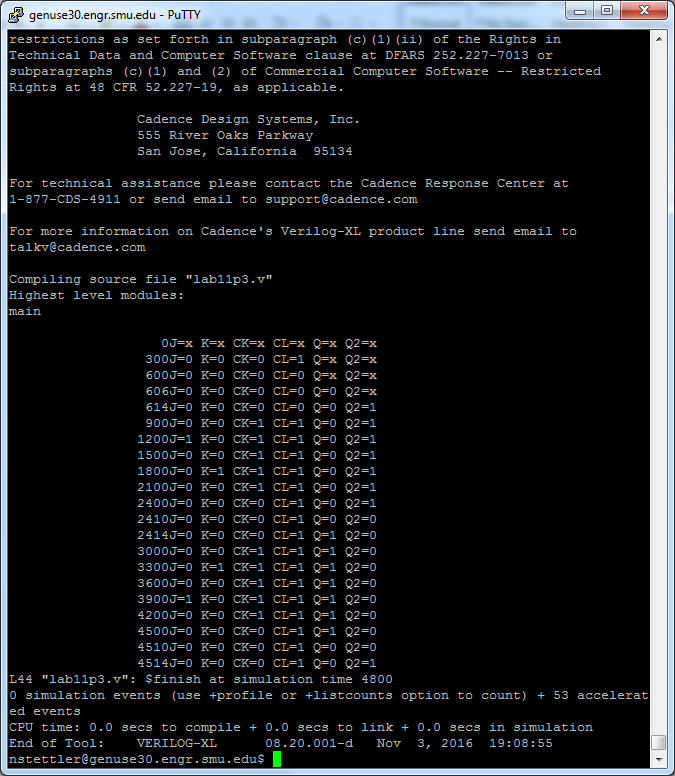 genuse30.engr.smu.edu - PuTTY
restrictions as set forth in subparagraph (c)(1)(ii) of the Rights in
Technical Data and Computer Software clause at DFARS 252.227-7013 or
subparagraphs (c)(1) and (2) of Commercial Computer Software -- Restricted
Rights at 48 CFR 52.227-19, as applicable.
Cadence Design Systems, Inc.
555 River Oaks Parkway
San Jose, California  95134
For technical assistance please contact the Cadence Response Center at
1-877-CDS-4911 or send email to support@cadence.com
For more information on Cadence's Verilog-XL product line send email to
talkv@cadence.com
Compiling source file "lab11p3.v"
Highest level modules:
main
0J=x K=x CK=x CL=x Q=x Q2=x
300J=0 K=0 CK=0 CL=1 Q=x Q2=x
600J=0 K=0 CK=0 CL=0 Q=x Q2=x
606J=0 K=0 CK=0 CL=0 Q=0 Q2=x
614J=0 K=0 CK=0 CL=0 Q=0 Q2=1
900J=0 K=0 CK=1 CL=1 Q=0 Q2=1
1200J=1 K=0 CK=1 CL=1 Q=0 Q2=1
1500J=0 K=0 CK=1 CL=1 Q=0 Q2=1
1800J=0 K=1 CK=1 CL=1 Q=0 Q2=1
2100J=0 K=0 CK=1 CL=1 Q=0 Q2=1
2400J=0 K=0 CK=0 CL=1 Q=0 Q2=1
2410J=0 K=0 CK=0 CL=1 Q=0 Q2=0
2414J=0 K=0 CK=0 CL=1 Q=1 Q2=0
3000J=0 K=0 CK=1 CL=1 Q=1 Q2=0
3300J=0 K=1 CK=1 CL=1 Q=1 Q2=0
3600J=0 K=0 CK=1 CL=1 Q=1 Q2=0
3900J=1 K=0 CK=1 CL=1 Q=1 Q2=0
4200J=0 K=0 CK=1 CL=1 Q=1 Q2=0
4500J=0 K=0 CK=0 CL=1 Q=1 Q2=0
4510J=0 K=0 CK=0 CL=1 Q=0 Q2=0
4514J=0 K=0 CK=0 CL=1 Q=0 Q2=1
L44 "lab11p3.v": $finish at simulation time 4800
0 simulation events (use +profile or +listcounts option to count) + 53 accelerat
ed events
CPU time: 0.0 secs to compile + 0.0 secs to link + 0.0 secs in simulation
End of Tool:    VERILOG-XL      08.20.001-d   Nov  3, 2016  19:08:55
nstettler@genuse30.engr.smu.edu$